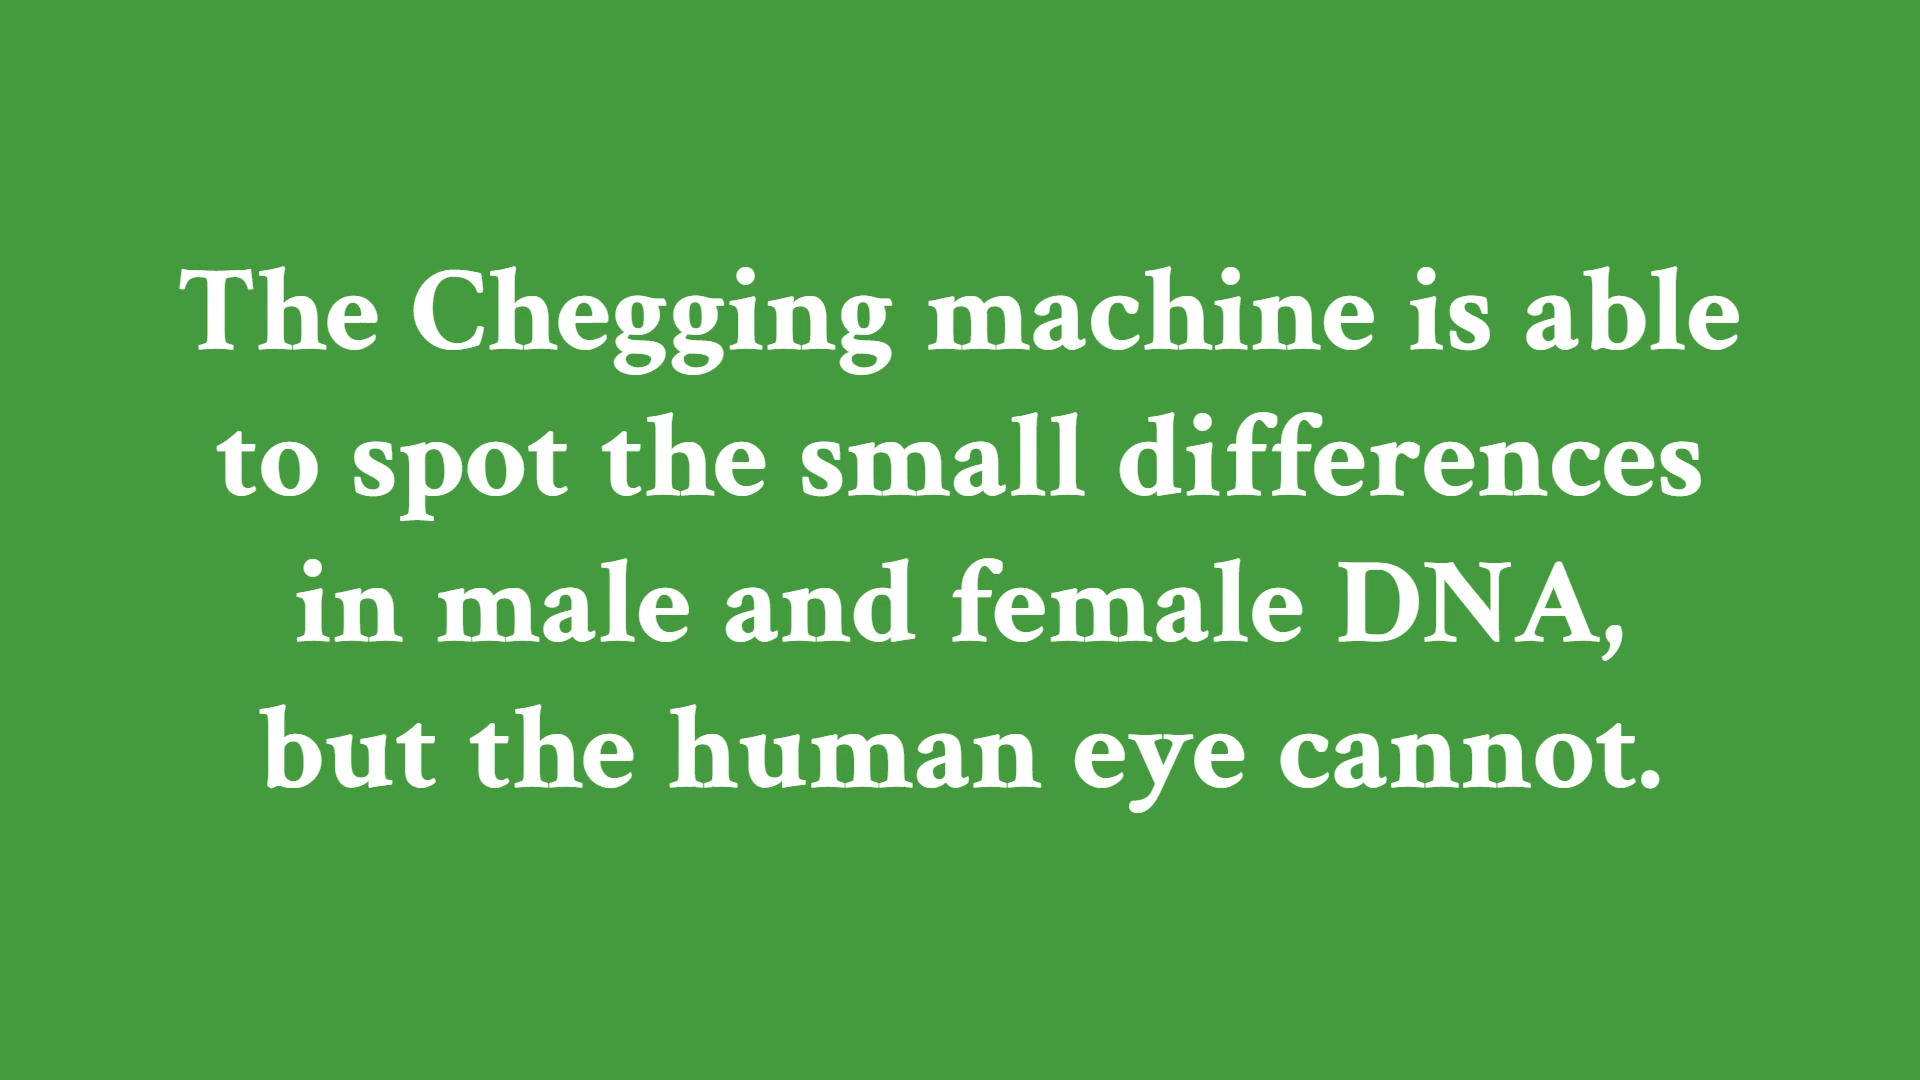 The Chegging machine is able
to spot the small differences
in male and female DNA,
but the human eye cannot.